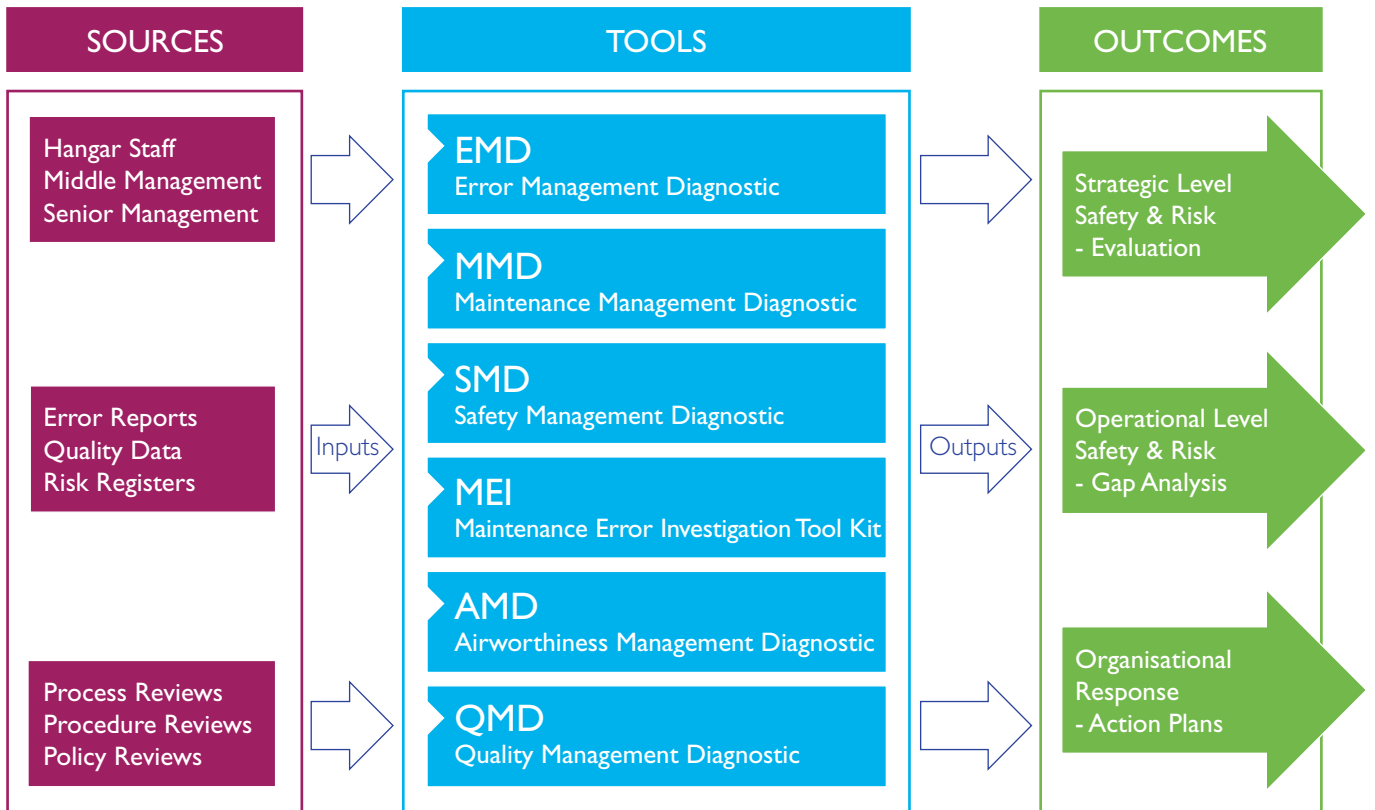 SOURCES
TOOLS
OUTCOMES
Hangar Staff
Middle Management
Senior Management
Error Reports
Quality Data
Risk Registers
Process Reviews
Procedure Reviews
Policy Reviews
Inputs
EMD
Error Management Diagnostic
MMD
Maintenance Management Diagnostic
SMD
Safety Management Diagnostic
MEI
Maintenance Error Investigation Tool Kit
AMD
Airworthiness Management Diagnostic
QMD
Quality Management Diagnostic
Outputs
Strategic Level
Safety & Risk
- Evaluation
Operational Level
Safety & Risk
- Gap Analysis
Organisational
Response
- Action Plans